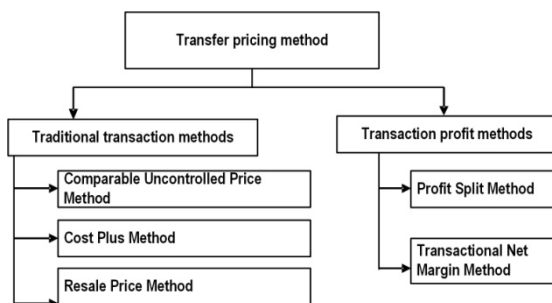 Transfer pricing method
Traditional transaction methods
Transaction profit methods
Comparable Uncontrolled Price
Method
Profit Split Method
Cost Plus Method
Transactional Net
Margin Method
Resale Price Method